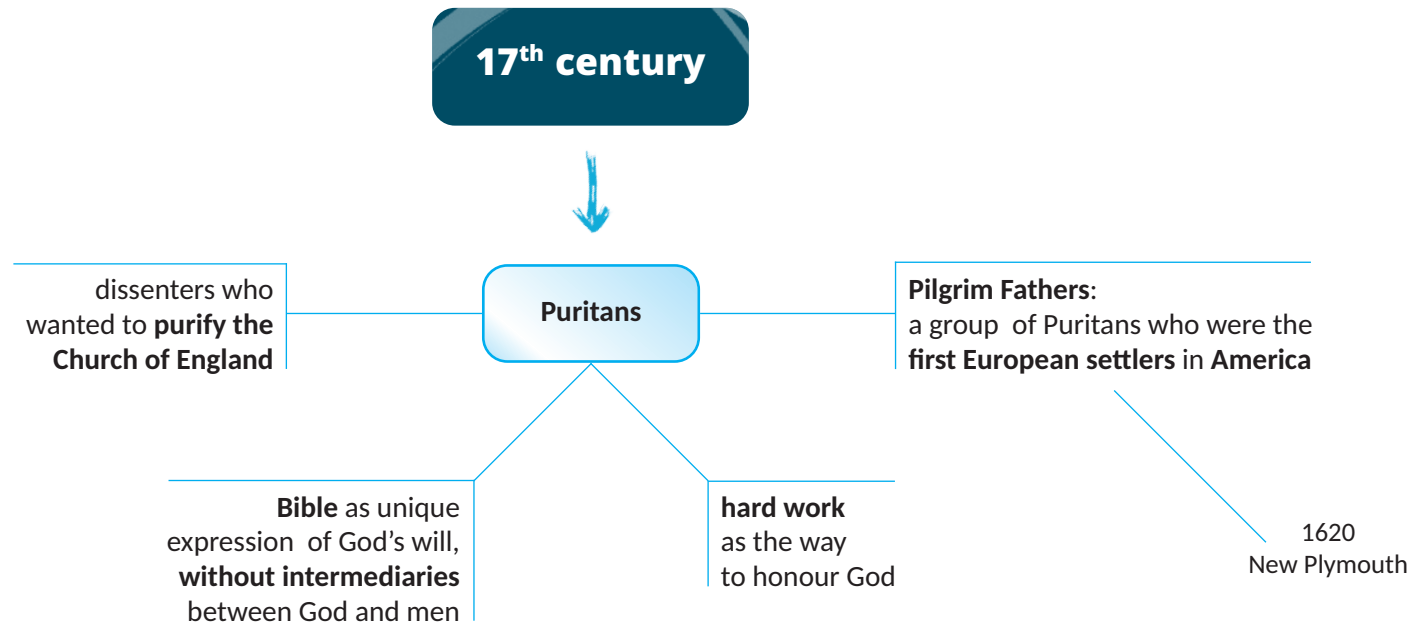 17th century
dissenters who
wanted to purify the
Church of England
Puritans
Pilgrim Fathers:
a group of Puritans who were the
first European settlers in America
Bible as unique
expression of God’s will,
without intermediaries
between God and men
hard work
as the way
to honour God
1620
New Plymouth